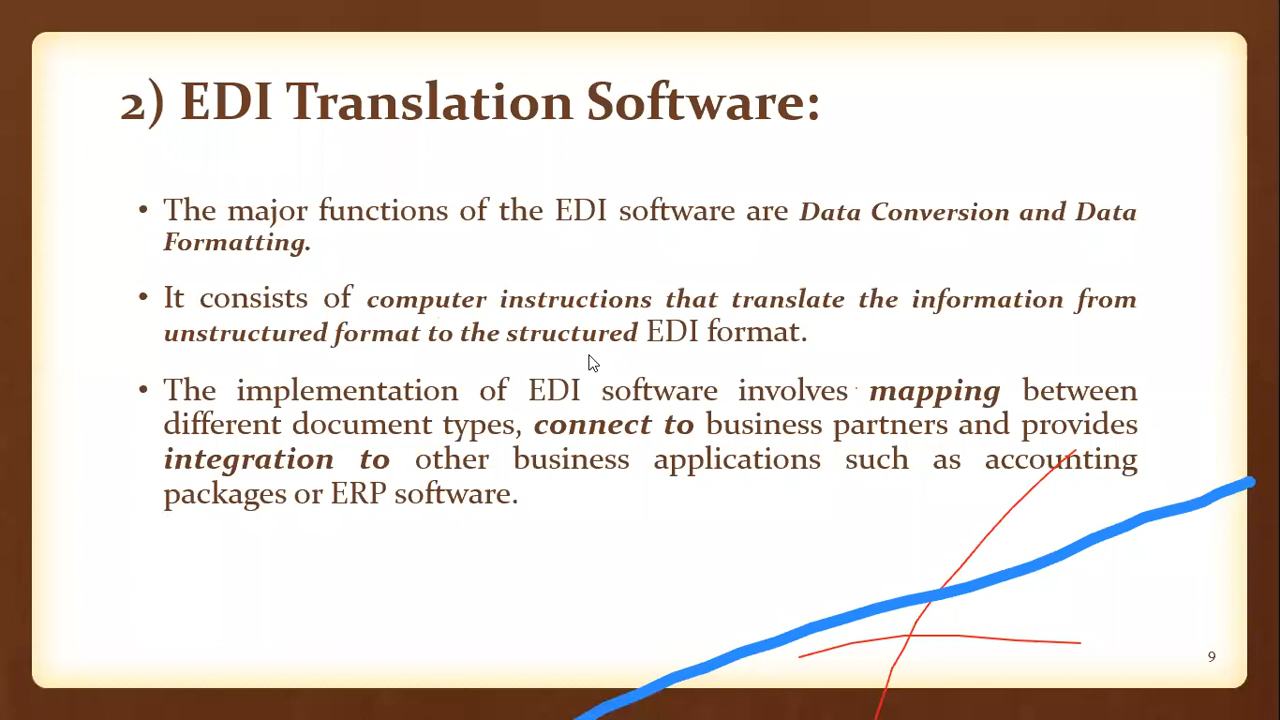 2) EDI Translation Software:
• The major functions of the EDI software are Data Conversion and Data
Formatting.
• It consists of computer instructions that translate the information from
unstructured format to the structured EDI format.
• The implementation of EDI software involves mapping between
different document types, connect to business partners and provides
integration to other business applications such as accounting
packages or ERP software.
9